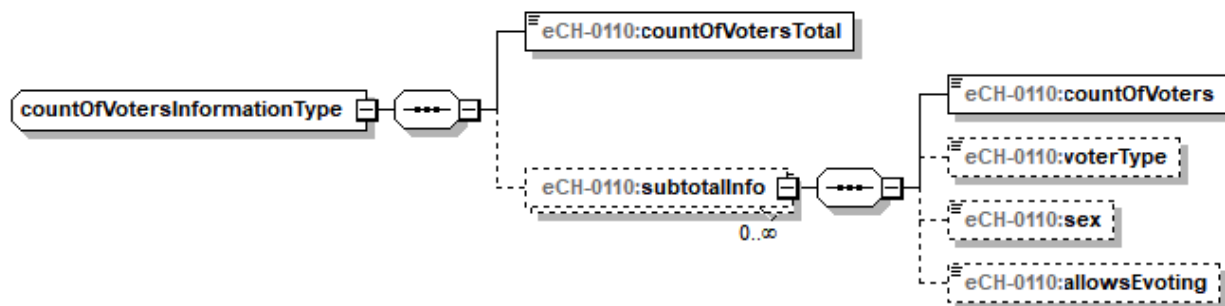 eCH-0110:countOfVotersTotal
countOfVotersInformationType
eCH-0110:countOfVoters
eCH-0110:voterType
eCH-0110:subtotalInfo
0..∞
eCH-0110:sex
eCH-0110:allowsEvoting